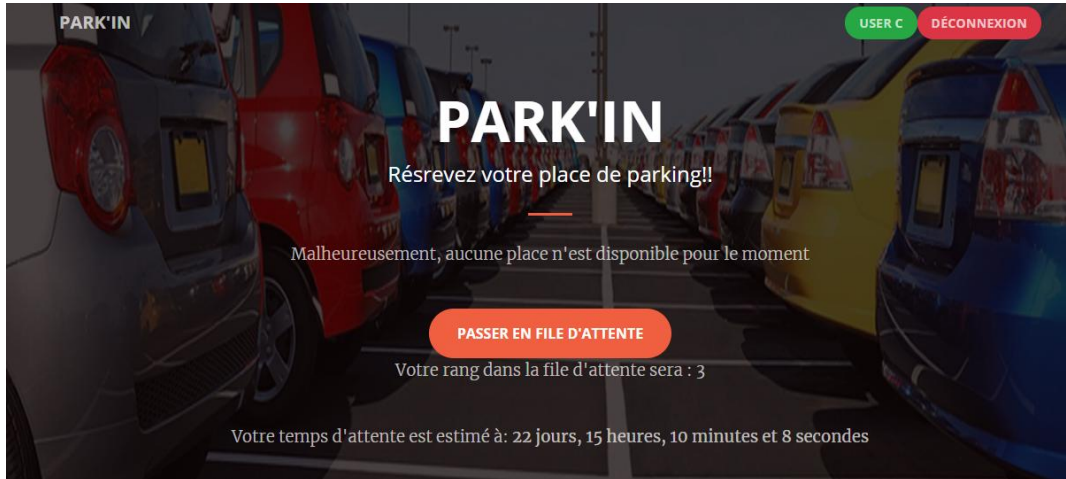 PARK'IN
USER C
DÉCONNEXION
PARK'IN
Résrevez votre place de parking!!
Malheureusement, aucune place n'est disponible pour le moment
PASSER EN FILE D'ATTENTE
Votre rang dans la file d'attente sera : 3
Votre temps d'attente est estimé à: 22 jours, 15 heures, 10 minutes et 8 secondes